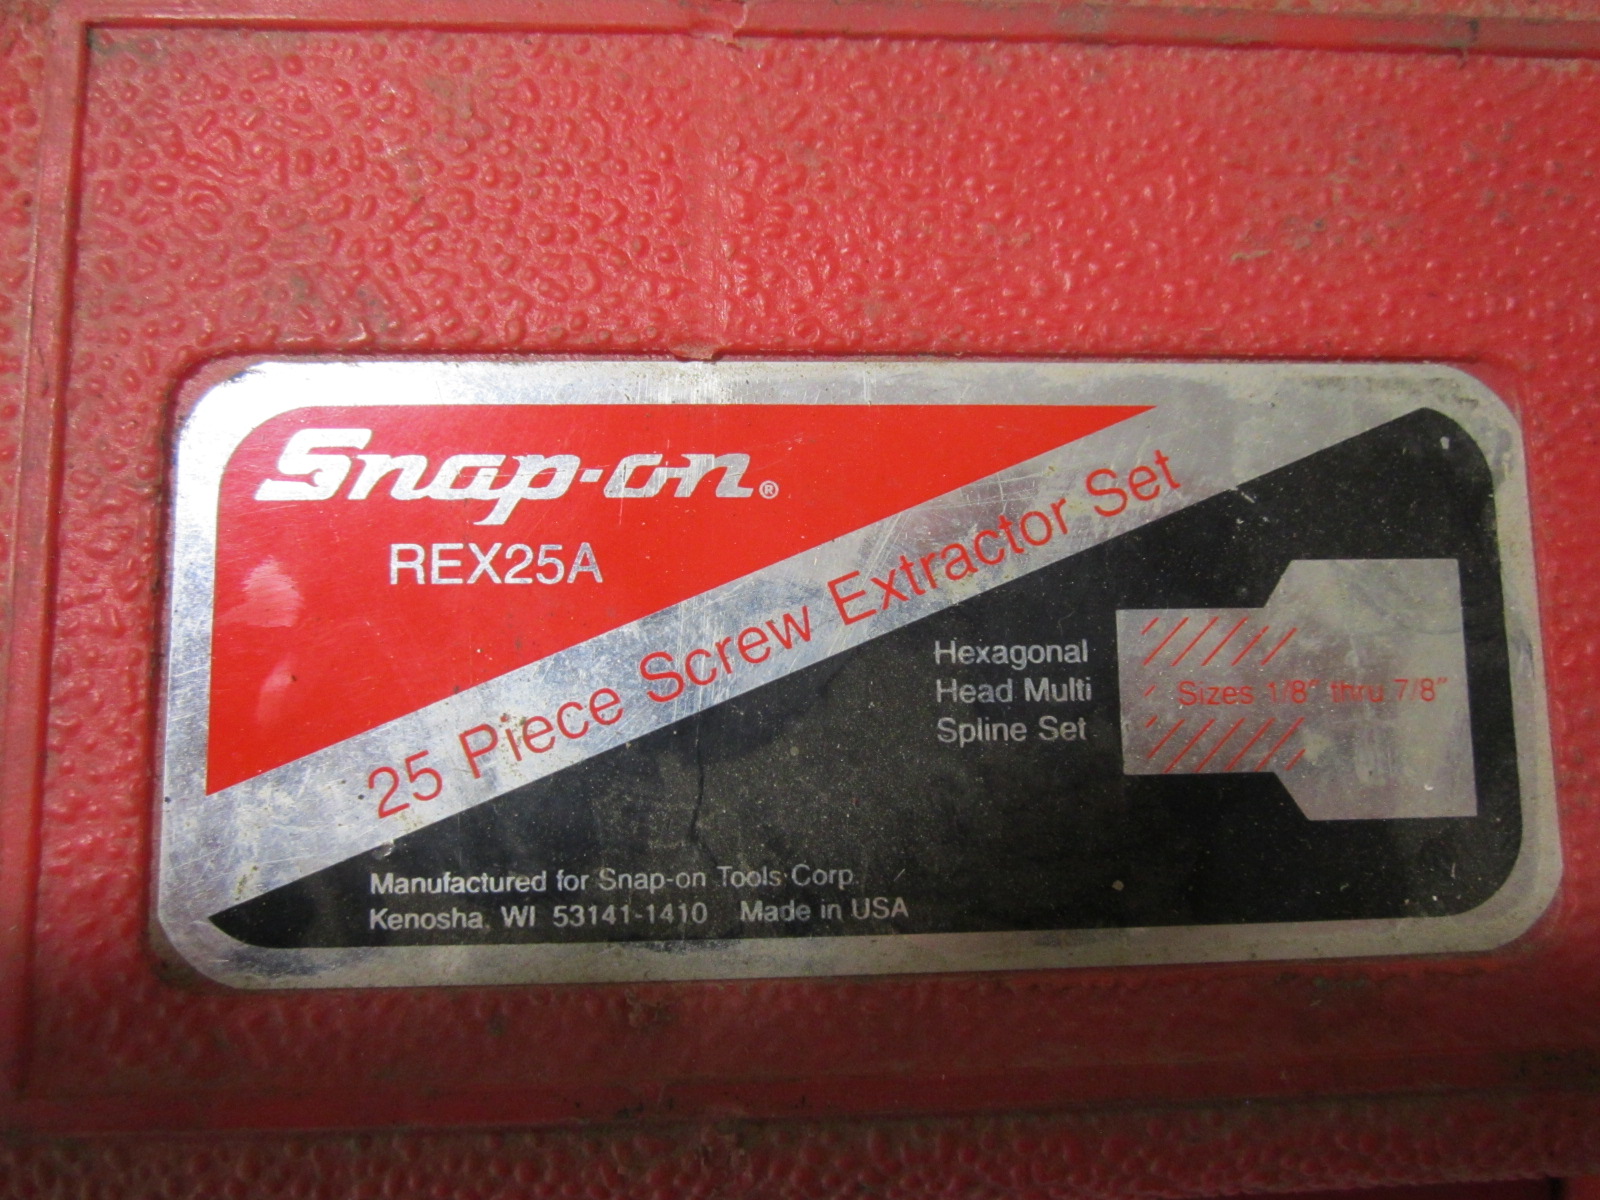 Snap-on®
REX25A
25 Piece Screw Extractor Set
Hexagonal
Head Multi
Spline Set
Sizes 1/8" thru 7/8"
Manufactured for Snap-on Tools Corp.
Kenosha, WI 53141-1410 Made in USA